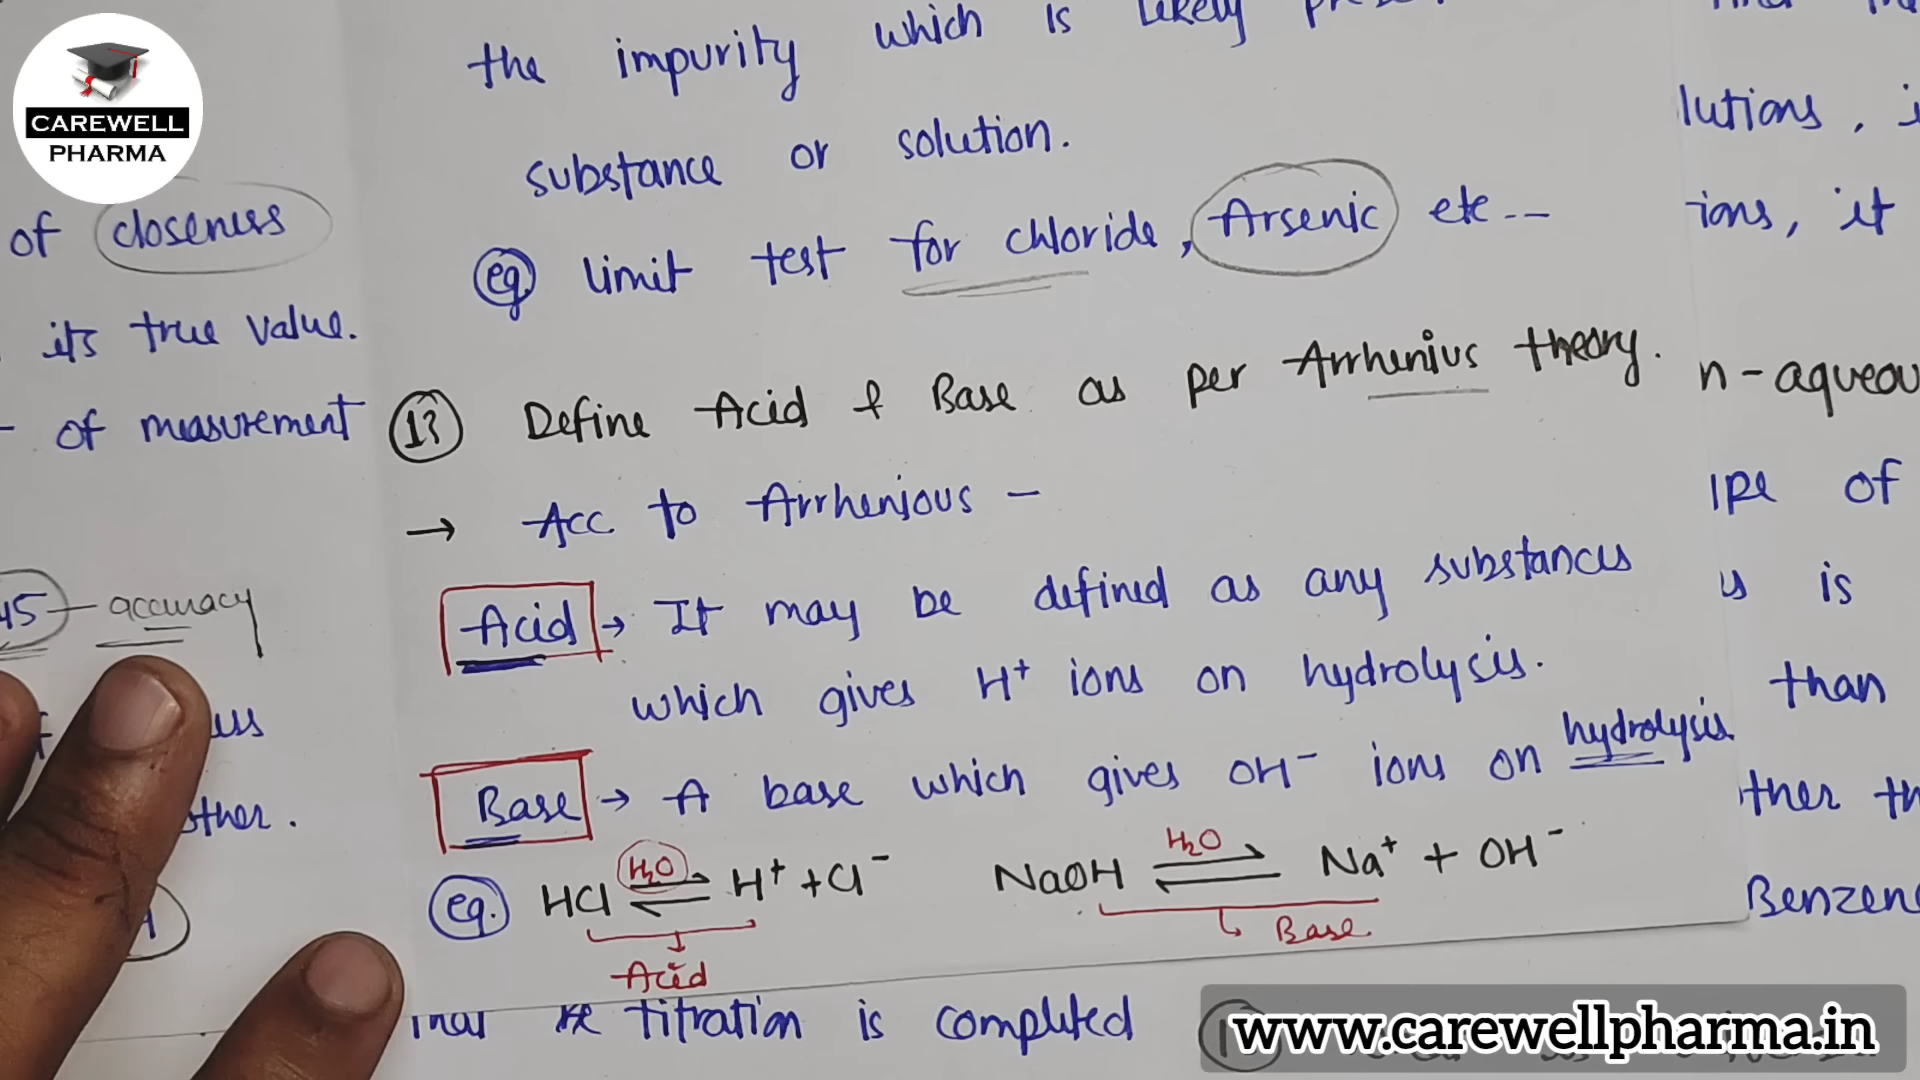 CAREWELL
PHARMA
of closeness
its true value.
of measurement
45 - accuracy
other.
the impurity which is likely
substance or solution.
eg. limit test for chloride, Arsenic etc --
13 Define Acid & Base as per Arrhenius theory.
→ Acc. to Arrhenious -
Acid → It may be defined as any substances
which gives H+ ions on hydrolysis.
Base → A base which gives OH- ions on hydrolysis
eg. HCl ⇌ H+ + Cl-
H2O
Acid
NaOH ⇌ Na+ + OH-
H2O
Base.
titration is completed
lutions, i
ions, it
n-aqueou
of
is
than
ther th
Benzene
www.carewellpharma.in